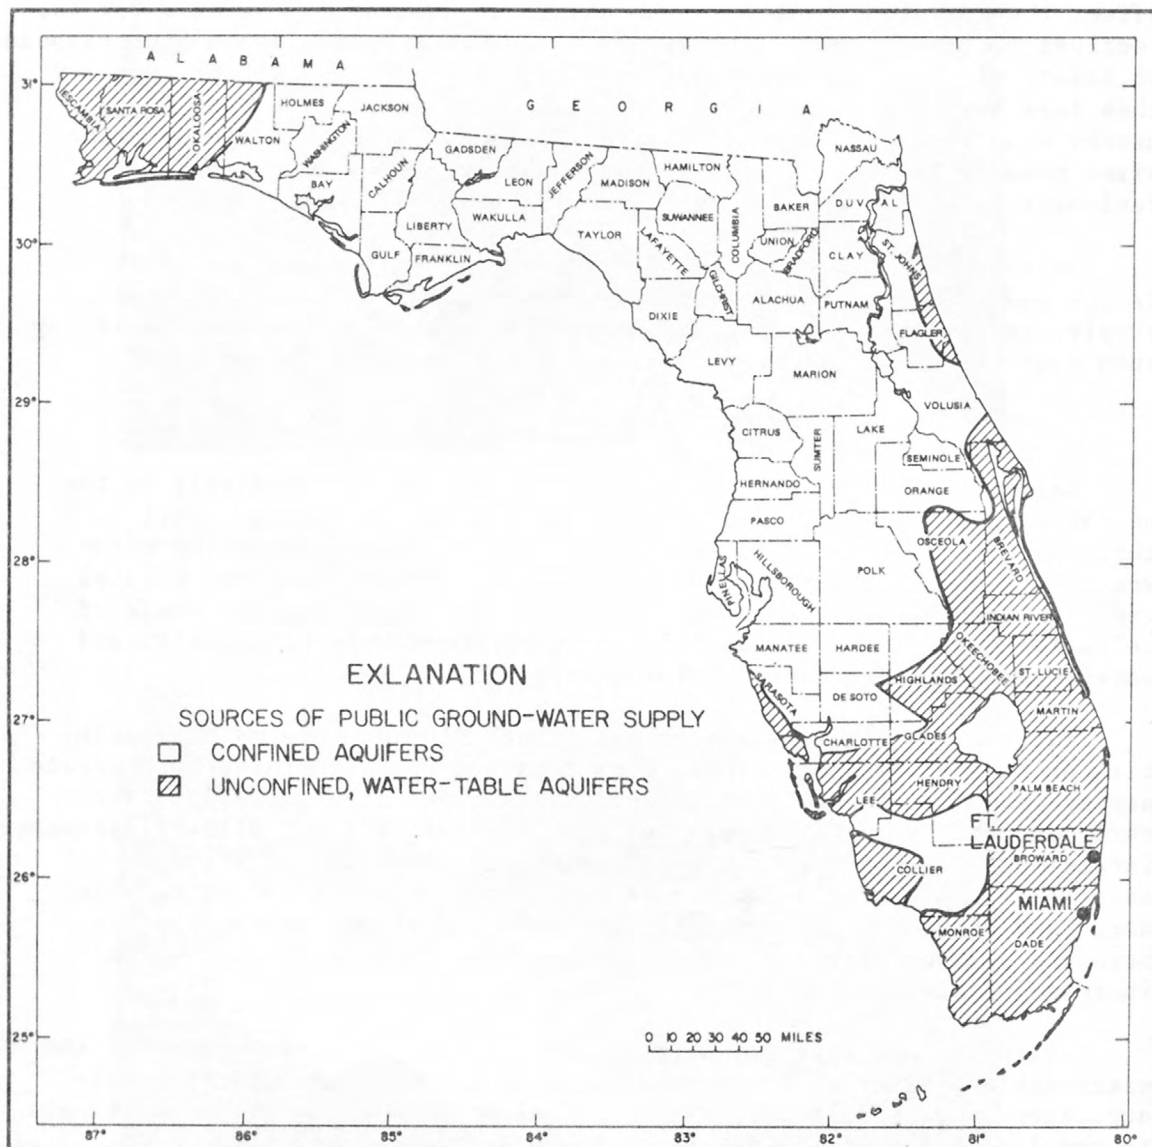 A L A B A M A
G E O R G I A
31°
30°
29°
28°
27°
26°
25°
ESCAMBIA
SANTA ROSA
OKALOOSA
WALTON
HOLMES
WASHINGTON
BAY
JACKSON
CALHOUN
GULF
GADSDEN
LIBERTY
FRANKLIN
LEON
WAKULLA
JEFFERSON
MADISON
TAYLOR
HAMILTON
SUWANNEE
LAFAYETTE
DIXIE
COLUMBIA
GILCHRIST
BAKER
UNION
BRADFORD
ALACHUA
LEVY
NASSAU
DUVAL
CLAY
ST. JOHNS
PUTNAM
FLAGLER
MARION
VOLUSIA
CITRUS
SUMTER
LAKE
SEMINOLE
HERNANDO
ORANGE
PASCO
OSCEOLA
BREVARD
PINELLAS
HILLSBOROUGH
POLK
INDIAN RIVER
MANATEE
HARDEE
OKEECHOBEE
ST. LUCIE
SARASOTA
DE SOTO
HIGHLANDS
MARTIN
CHARLOTTE
GLADES
LEE
HENDRY
PALM BEACH
FT.
LAUDERDALE
BROWARD
COLLIER
MIAMI
MONROE
DADE
EXLANATION
SOURCES OF PUBLIC GROUND-WATER SUPPLY
CONFINED AQUIFERS
UNCONFINED, WATER-TABLE AQUIFERS
0 10 20 30 40 50 MILES
87° 86° 85° 84° 83° 82° 81° 80°